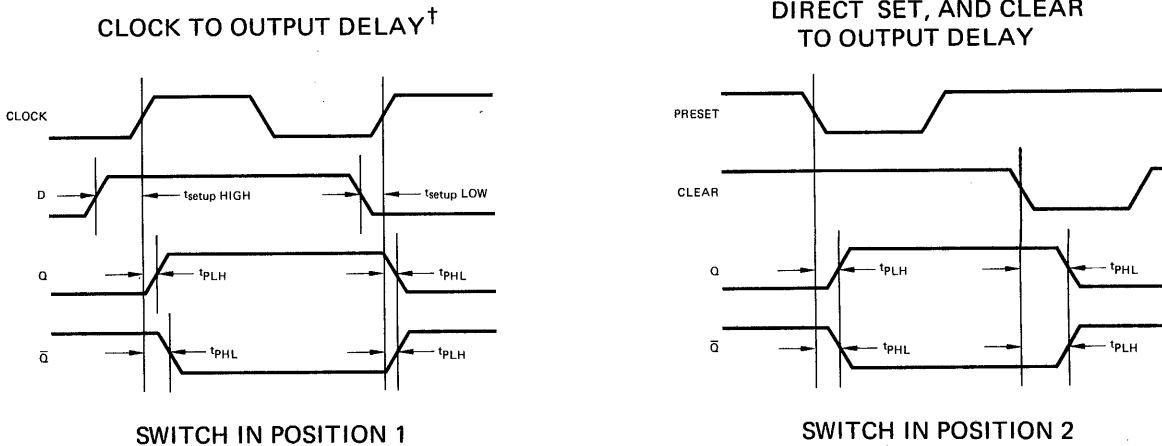 CLOCK TO OUTPUT DELAY†
CLOCK
D
tsetup HIGH
tsetup LOW
Q
tPLH
tPHL
Q̅
tPHL
tPLH
SWITCH IN POSITION 1
DIRECT SET, AND CLEAR
TO OUTPUT DELAY
PRESET
CLEAR
Q
tPLH
tPHL
Q̅
tPHL
tPLH
SWITCH IN POSITION 2